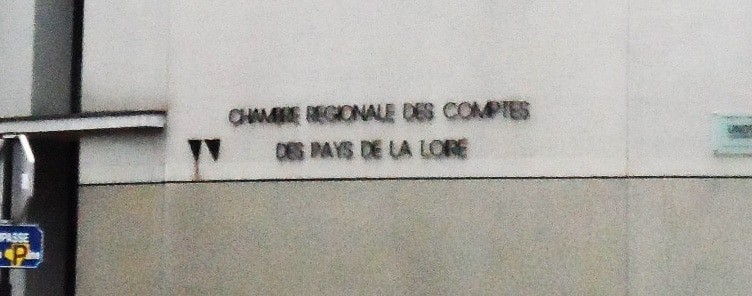 CHAMBRE REGIONALE DES COMPTES
DES PAYS DE LA LOIRE
P